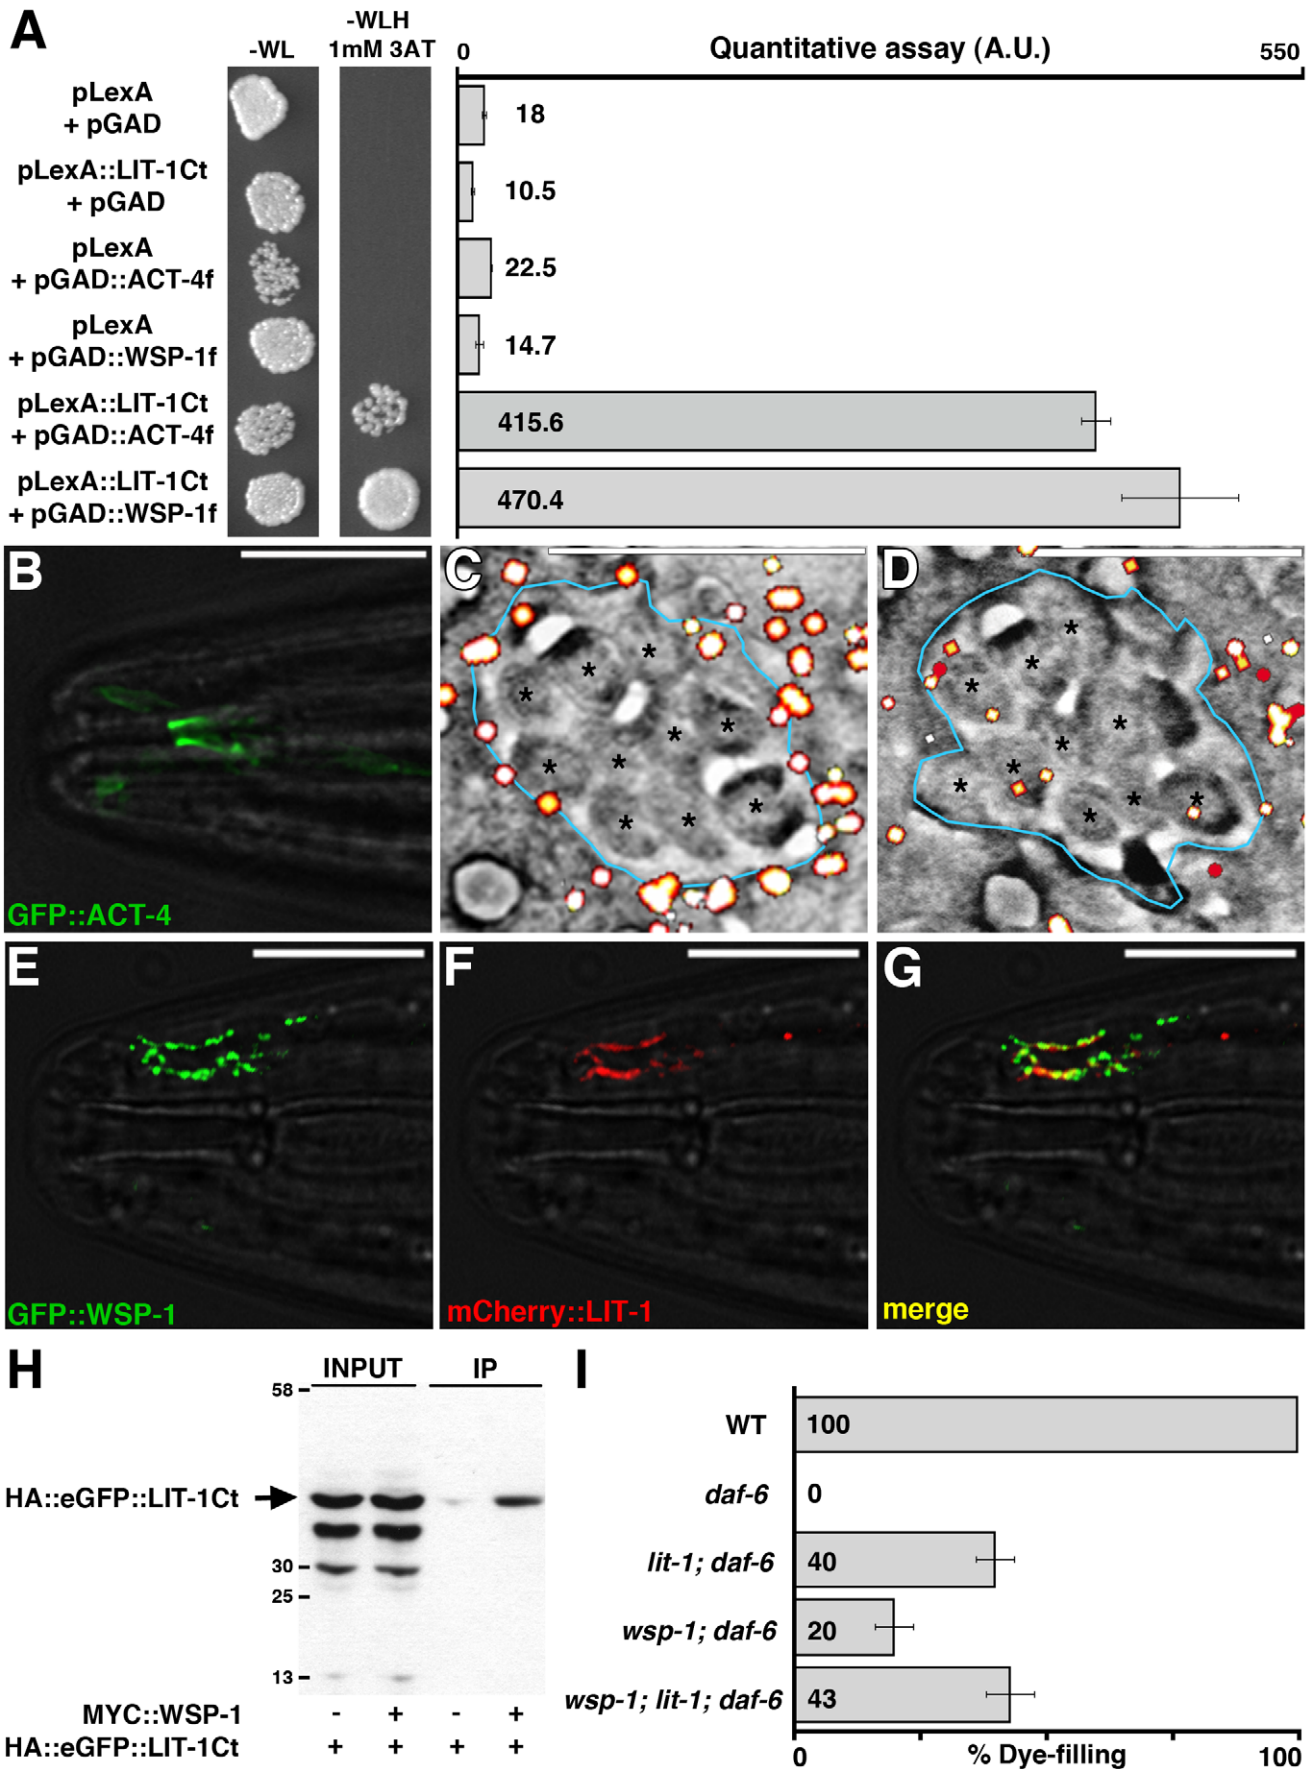 A
-WL
-WLH
1mM 3AT
0 Quantitative assay (A.U.) 550
pLexA
+ pGAD
18
pLexA::LIT-1Ct
+ pGAD
10.5
pLexA
+ pGAD::ACT-4f
22.5
pLexA
+ pGAD::WSP-1f
14.7
pLexA::LIT-1Ct
+ pGAD::ACT-4f
415.6
pLexA::LIT-1Ct
+ pGAD::WSP-1f
470.4
B
GFP::ACT-4
C
* * * * * * * * * *
D
* * * * * * * * * *
E
GFP::WSP-1
F
mCherry::LIT-1
G
merge
H
INPUT IP
58
HA::eGFP::LIT-1Ct
30
25
13
MYC::WSP-1 - + - +
HA::eGFP::LIT-1Ct + + + +
I
WT 100
daf-6 0
lit-1; daf-6 40
wsp-1; daf-6 20
wsp-1; lit-1; daf-6 43
0 % Dye-filling 100